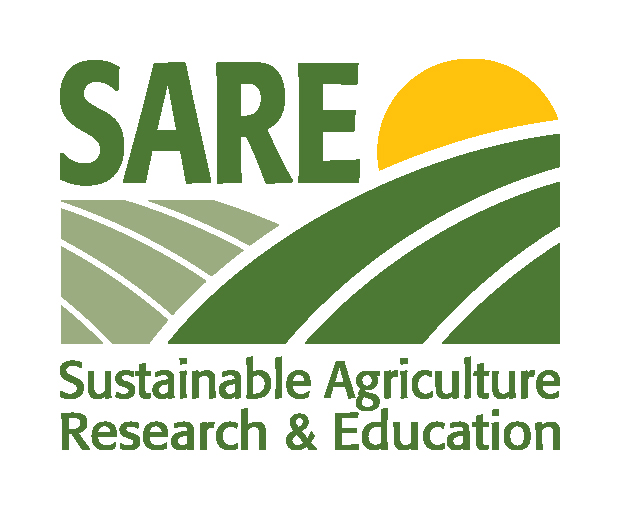 SARE
Sustainable Agriculture
Research & Education